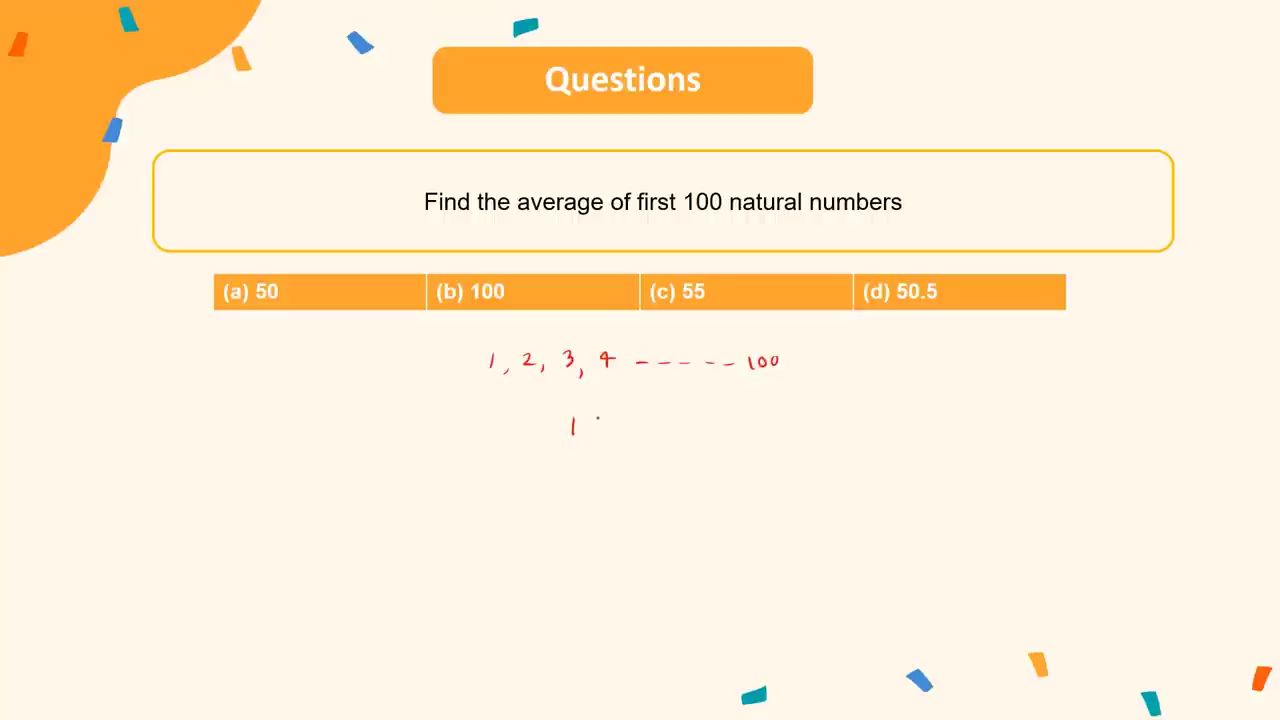 Questions
Find the average of first 100 natural numbers
(a) 50 (b) 100 (c) 55 (d) 50.5
1, 2, 3, 4 ------ 100
1